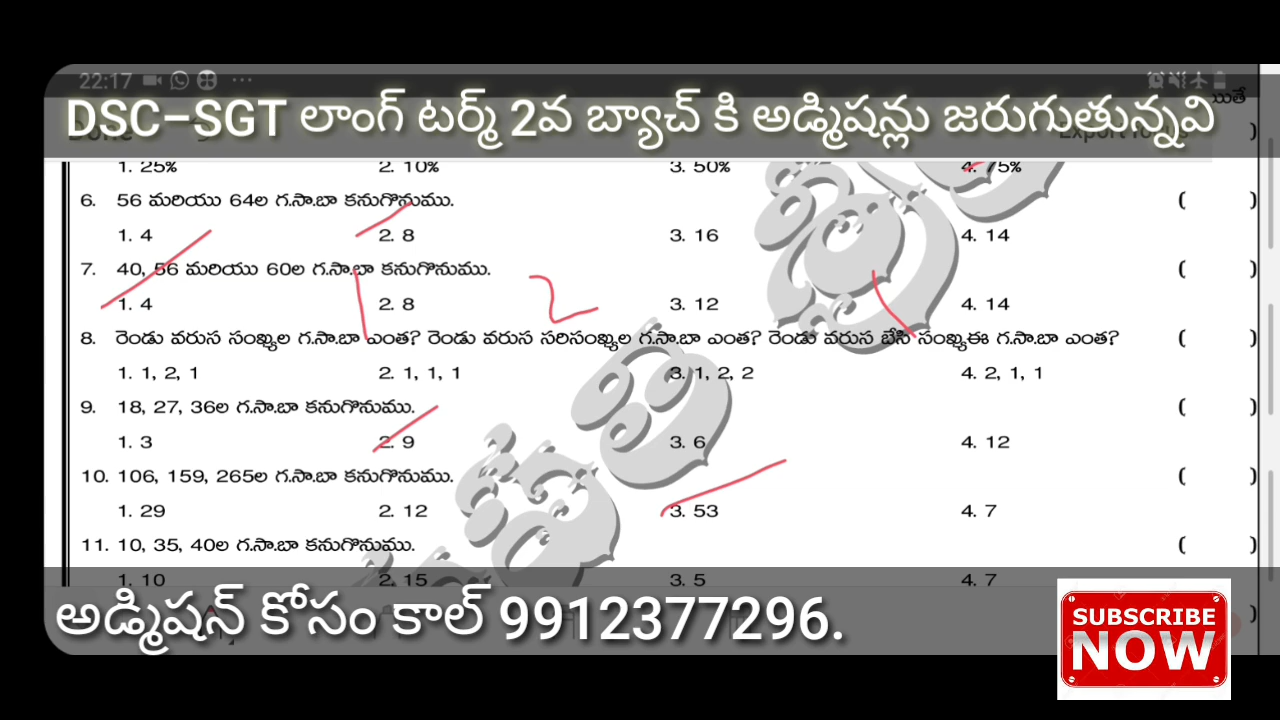 22:17
DSC-SGT లాంగ్ టర్మ్ 2వ బ్యాచ్ కి అడ్మిషన్లు జరుగుతున్నవి
1. 25% 2. 10% 3. 50% 4. 75%
6. 56 మరియు 64ల గ.సా.బా కనుగొనుము. ( )
1. 4 2. 8 3. 16 4. 14
7. 40, 56 మరియు 60ల గ.సా.బా కనుగొనుము. ( )
1. 4 2. 8 3. 12 4. 14
8. రెండు వరుస సంఖ్యల గ.సా.బా ఎంత? రెండు వరుస సరిసంఖ్యల గ.సా.బా ఎంత? రెండు వరుస బేసి సంఖ్యఈ గ.సా.బా ఎంత? ( )
1. 1, 2, 1 2. 1, 1, 1 3. 1, 2, 2 4. 2, 1, 1
9. 18, 27, 36ల గ.సా.బా కనుగొనుము. ( )
1. 3 2. 9 3. 6 4. 12
10. 106, 159, 265ల గ.సా.బా కనుగొనుము. ( )
1. 29 2. 12 3. 53 4. 7
11. 10, 35, 40ల గ.సా.బా కనుగొనుము. ( )
1. 10 2. 15 3. 5 4. 7
అడ్మిషన్ కోసం కాల్ 9912377296.
SUBSCRIBE
NOW